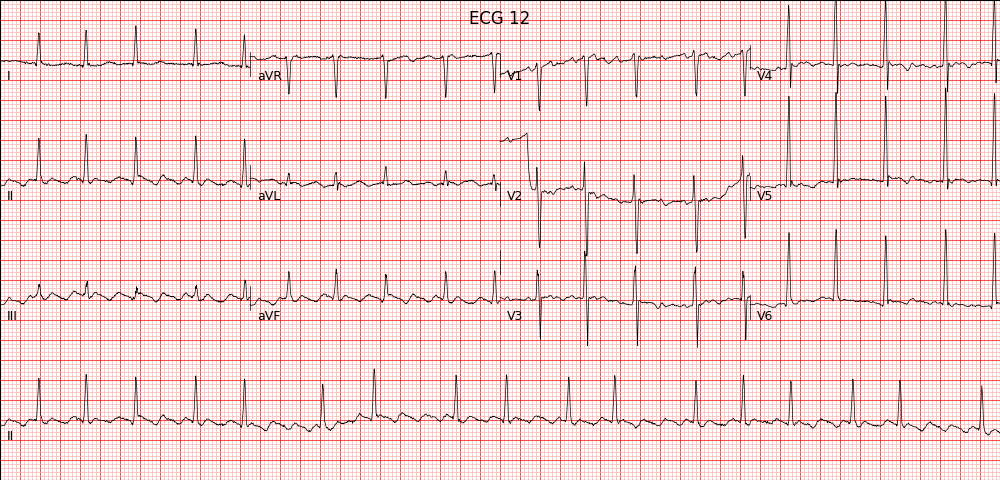 ECG 12
I aVR V1 V4
II aVL V2 V5
III aVF V3 V6
II